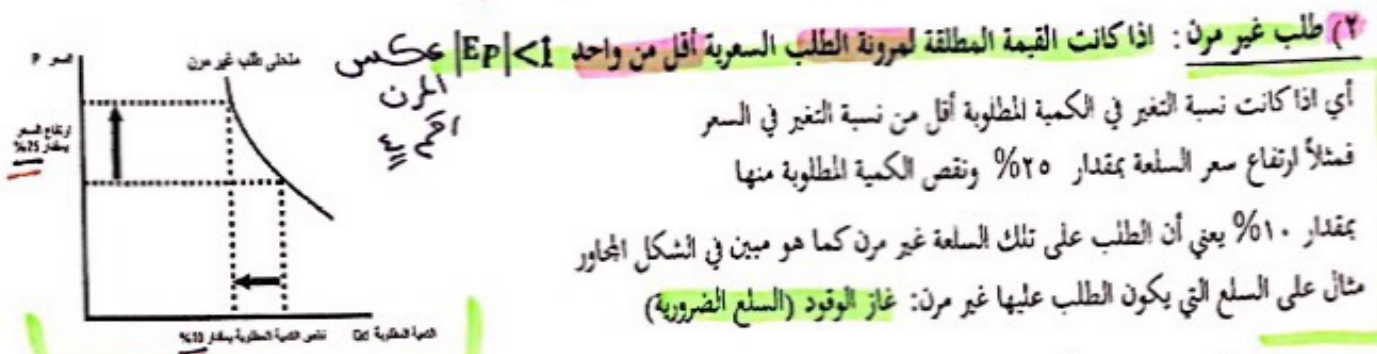 ٢) طلب غير مرن : اذا كانت القيمة المطلقة لمرونة الطلب السعرية أقل من واحد |Ep|<1 عكس
المرن
أي اذا كانت نسبة التغير في الكمية المطلوبة أقل من نسبة التغير في السعر
فمثلاً ارتفاع سعر السلعة بمقدار ٢٥% ونقص الكمية المطلوبة منها
بمقدار ١٠% يعني أن الطلب على تلك السلعة غير مرن كما هو مبين في الشكل المجاور
مثال على السلع التي يكون الطلب عليها غير مرن: غاز الوقود (السلع الضرورية)
السعر P
منحنى طلب غير مرن
ارتفاع السعر
بمقدار 25%
نقص الكمية المطلوبة بمقدار 10%
الكمية المطلوبة Qd